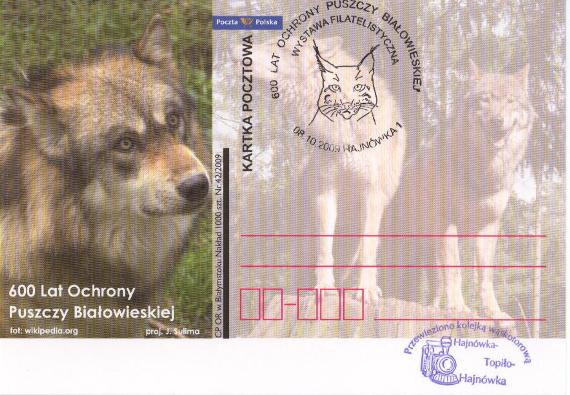 Poczta Polska
KARTKA POCZTOWA
600 LAT OCHRONY PUSZCZY BIAŁOWIESKIEJ
WYSTAWA FILATELISTYCZNA
08.10.2009 HAJNÓWKA 1
CP OR w Białymstoku Nakład 1000 szt. Nr 42/2009
600 Lat Ochrony
Puszczy Białowieskiej
fot: wikipedia.org
proj. J. Sulima
Przewieziono kolejką wąskotorową
Hajnówka-
Topiło-
Hajnówka